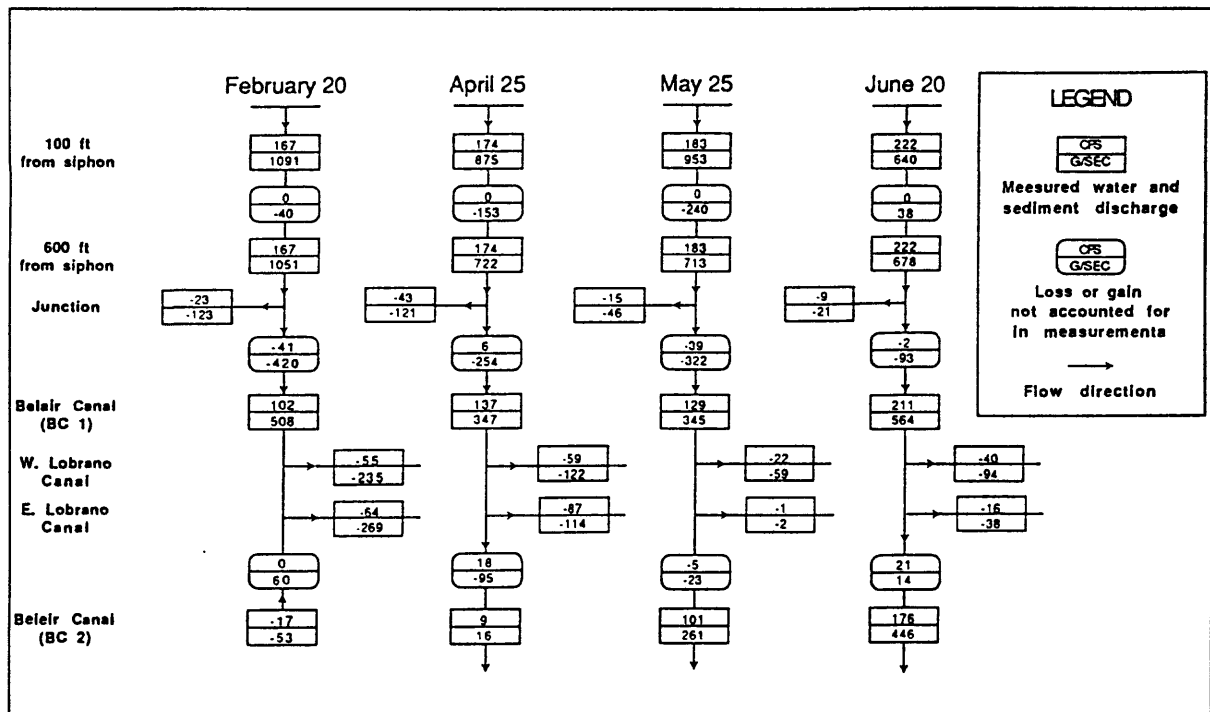 February 20 April 25 May 25 June 20
LEGEND
CFS
G/SEC
Meesured water and
sediment discharge
CFS
G/SEC
Loss or gain
not accounted for
in measurements
Flow direction
100 ft
from siphon
167 174 183 222
1091 875 953 640
0 0 0 0
-40 -153 -240 38
600 ft
from siphon
167 174 183 222
1051 722 713 678
Junction
-23 -43 -15 -9
-123 -121 -46 -21
-41 6 -39 -2
-420 -254 -322 -93
Belair Canal
(BC 1)
102 137 129 211
508 347 345 564
W. Lobrano
Canal
-55 -59 -22 -40
-235 -122 -59 -94
E. Lobrano
Canal
-64 -87 -1 -16
-269 -114 -2 -38
0 18 -5 21
60 -95 -23 14
Beleir Canal
(BC 2)
-17 9 101 176
-53 16 261 446